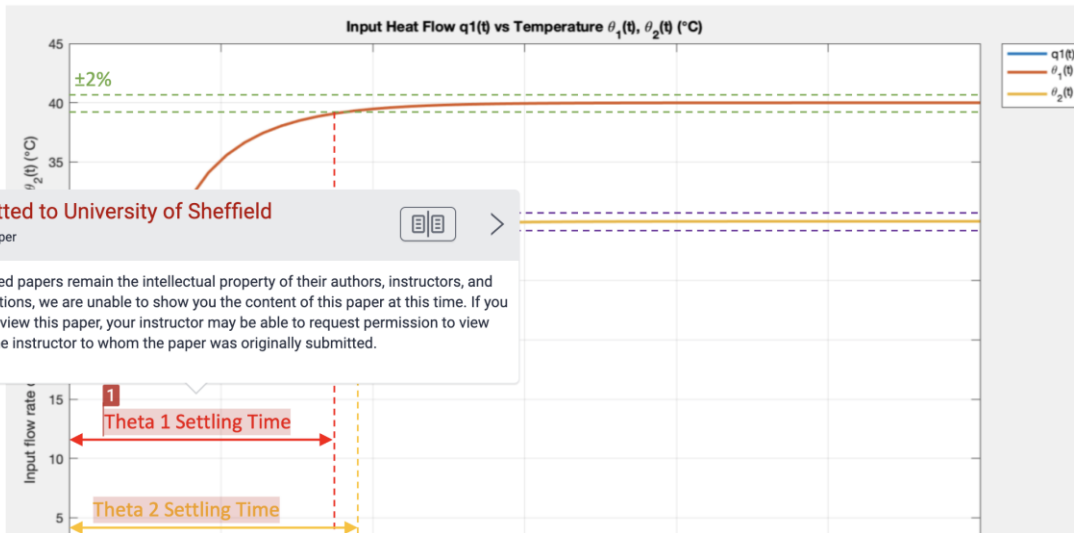 Input Heat Flow q1(t) vs Temperature θ₁(t), θ₂(t) (°C)
45
±2%
40
35
θ₂(t) (°C)
q1(t)
θ₁(t)
θ₂(t)
tted to University of Sheffield
per
ed papers remain the intellectual property of their authors, instructors, and
tions, we are unable to show you the content of this paper at this time. If you
view this paper, your instructor may be able to request permission to view
e instructor to whom the paper was originally submitted.
Input flow rate
15
1
Theta 1 Settling Time
10
Theta 2 Settling Time
5